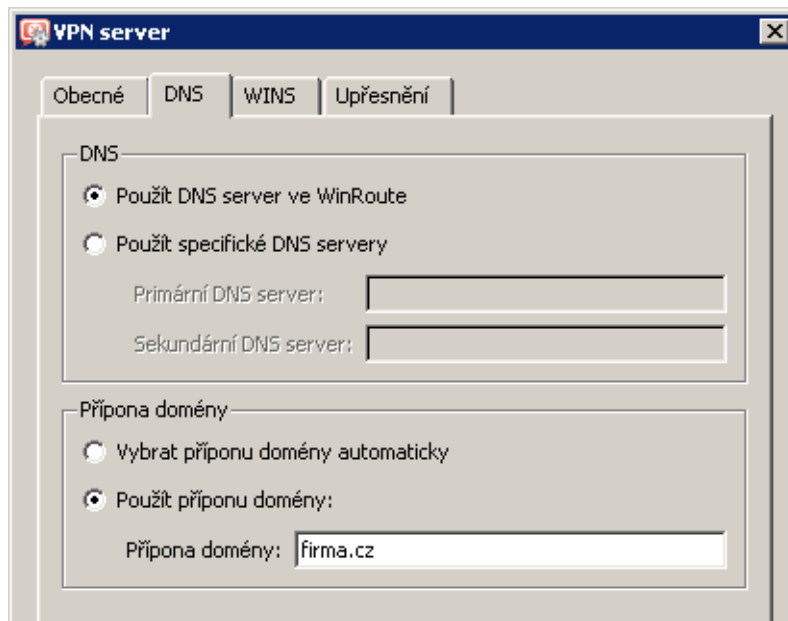 VPN server
Obecné DNS WINS Upřesnění
DNS
Použít DNS server ve WinRoute
Použít specifické DNS servery
Primární DNS server:
Sekundární DNS server:
Přípona domény
Vybrat příponu domény automaticky
Použít příponu domény:
Přípona domény: firma.cz